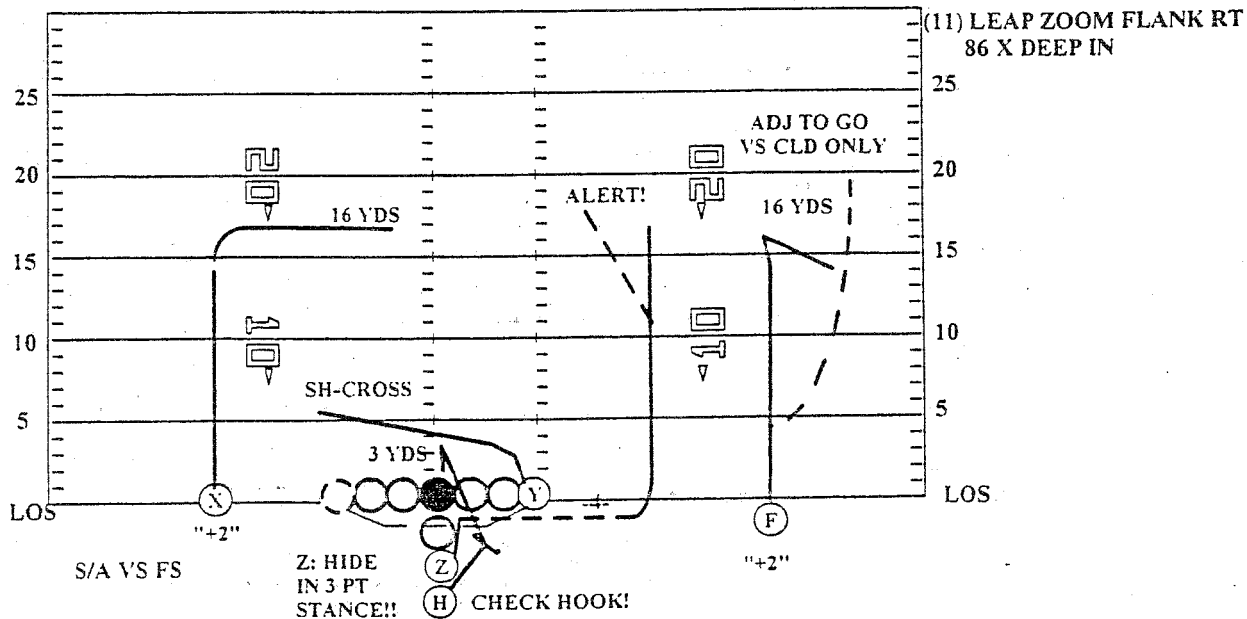 (11) LEAP ZOOM FLANK RT
86 X DEEP IN
25
20
15
10
5
LOS
20
10
20
10
25
20
15
10
5
LOS
ADJ TO GO
VS CLD ONLY
ALERT!
16 YDS
16 YDS
SH-CROSS
3 YDS
X
Y
F
"+2"
"+2"
S/A VS FS
Z: HIDE
IN 3 PT
STANCE!!
Z
H
CHECK HOOK!